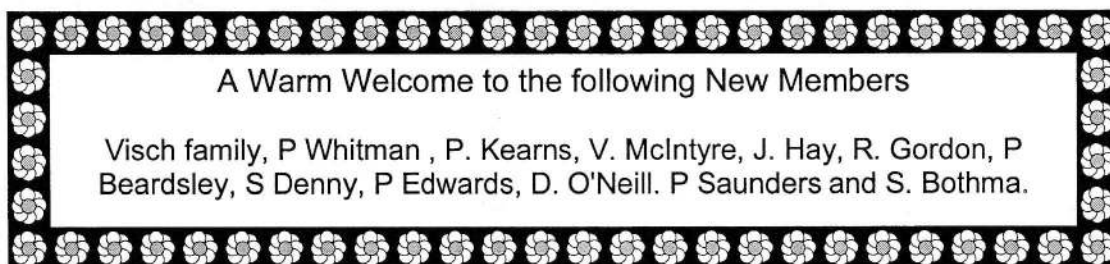 A Warm Welcome to the following New Members
Visch family, P Whitman , P. Kearns, V. McIntyre, J. Hay, R. Gordon, P
Beardsley, S Denny, P Edwards, D. O'Neill. P Saunders and S. Bothma.